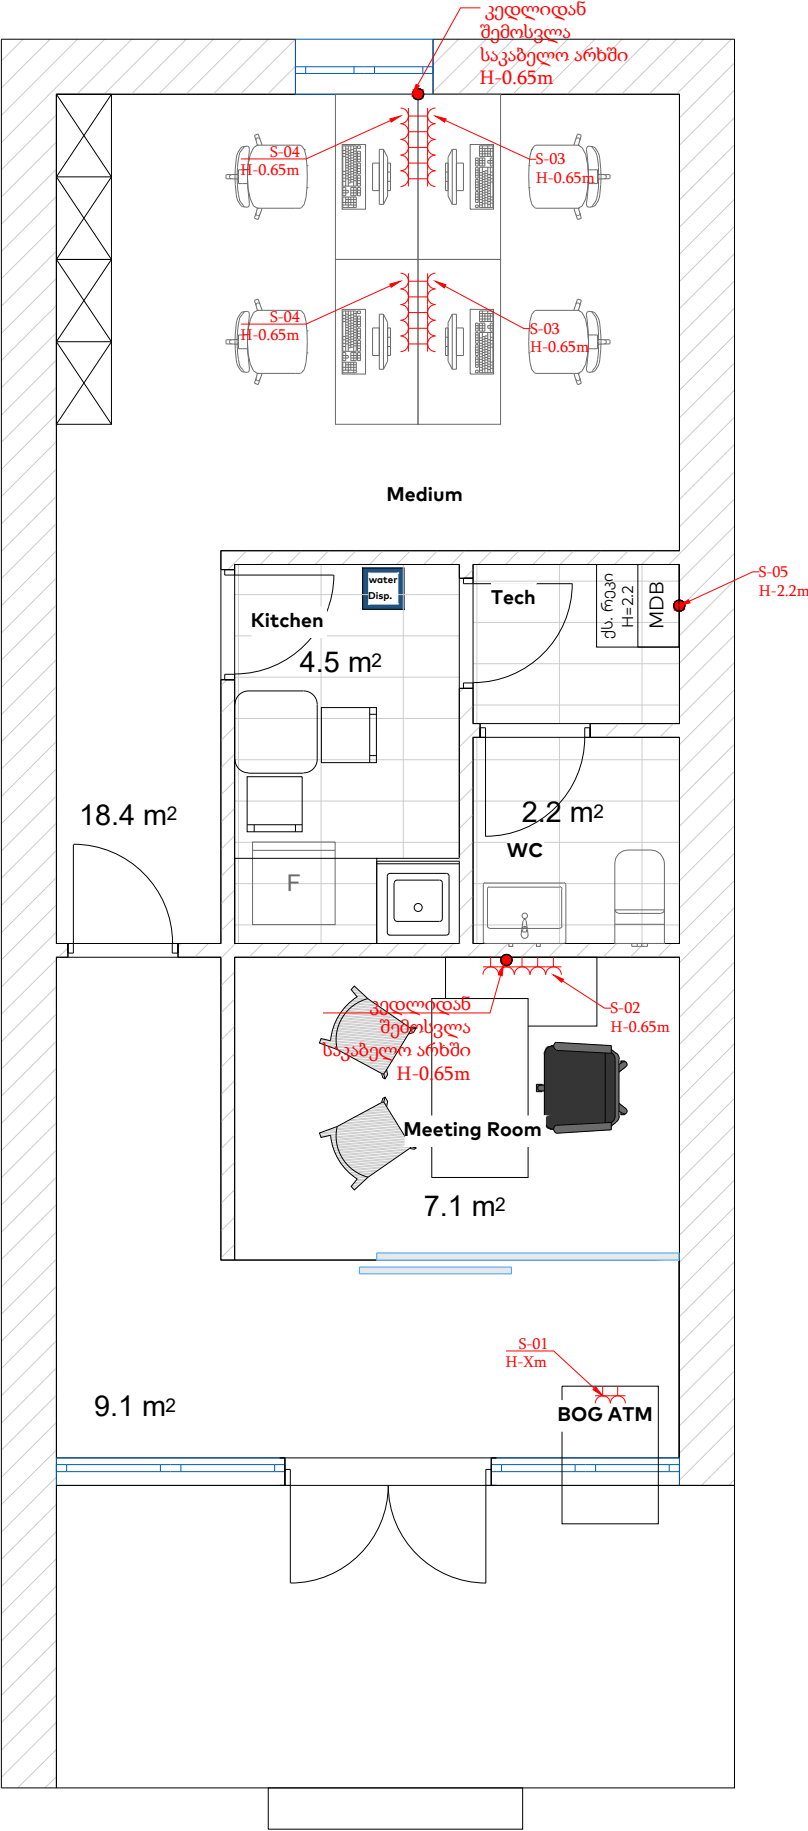 კედლიდან
შემოსვლა
საკაბელო არხში
H-0.65m
S-04
H-0.65m
S-03
H-0.65m
S-04
H-0.65m
S-03
H-0.65m
Medium
water
Disp.
Kitchen
4.5 m2
Tech
ქს. რეკი
H=2.2
MDB
S-05
H-2.2m
18.4 m2
2.2 m2
WC
F
კედლიდან
შემოსვლა
საკაბელო არხში
H-0.65m
S-02
H-0.65m
Meeting Room
7.1 m2
S-01
H-Xm
9.1 m2
BOG ATM